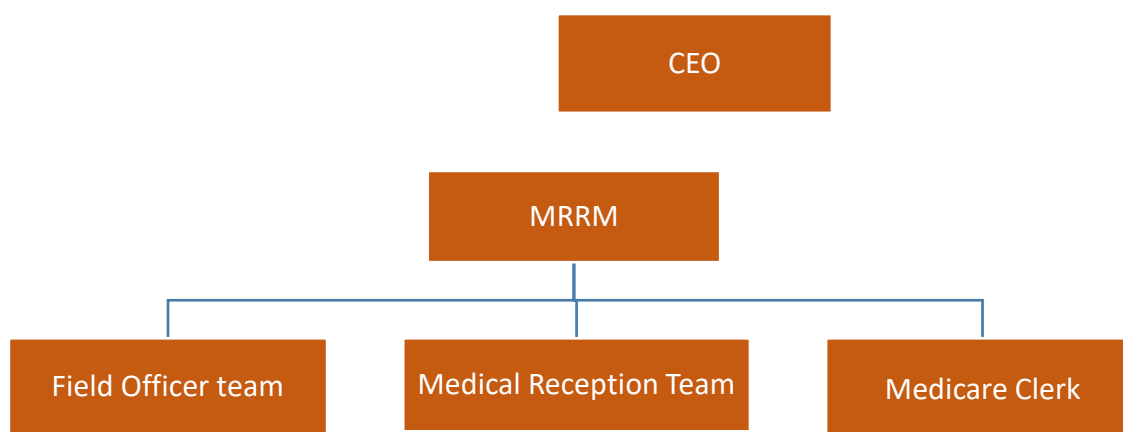 CEO
MRRM
Field Officer team
Medical Reception Team
Medicare Clerk